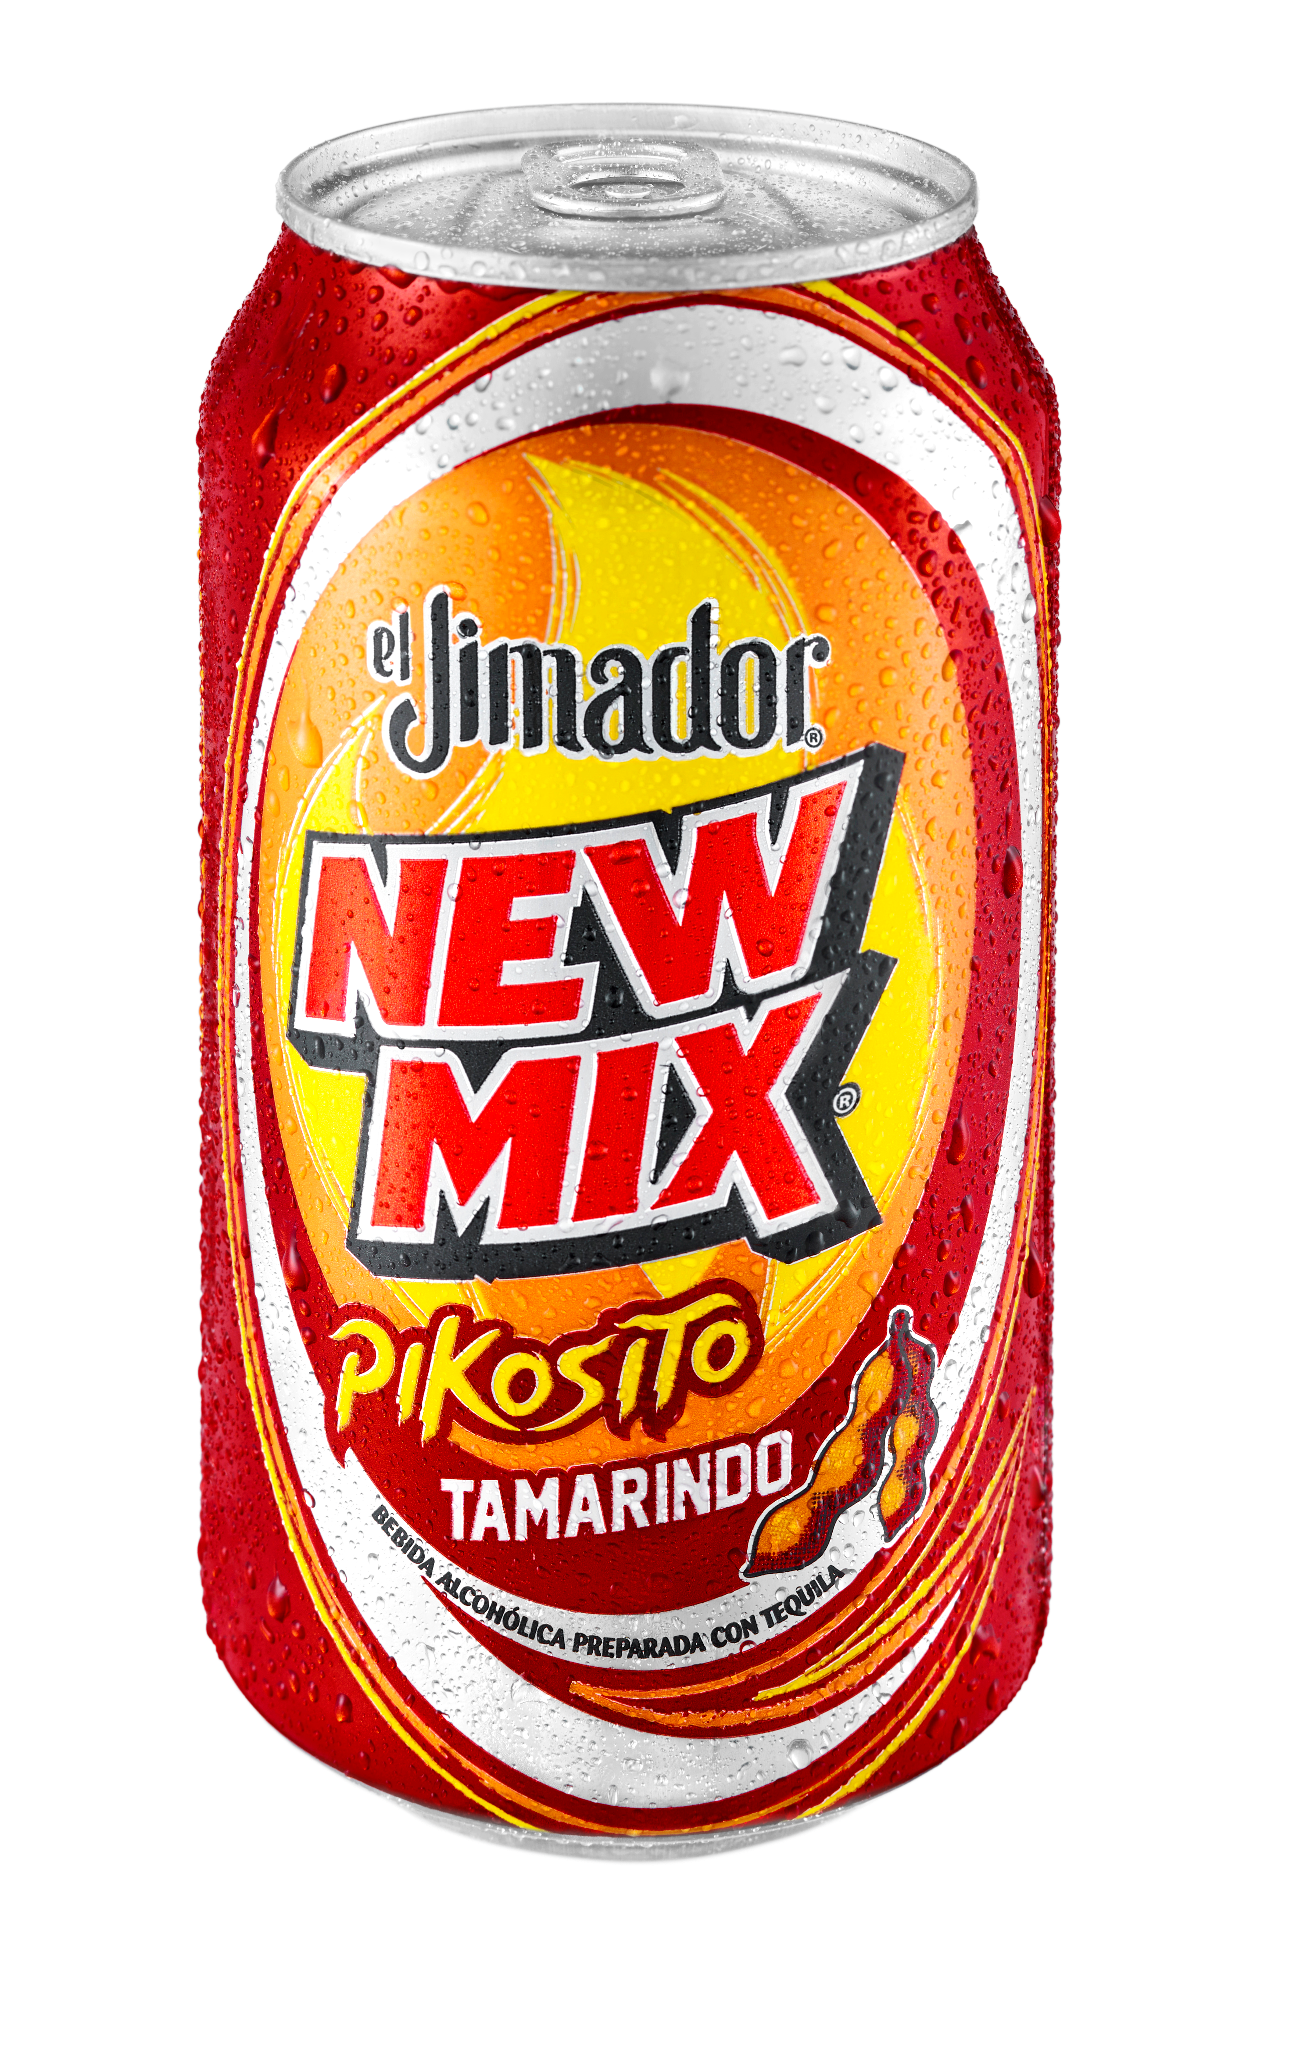 el Jimador®
NEW
MIX®
PIKOSITO
TAMARINDO
BEBIDA ALCOHÓLICA PREPARADA CON TEQUILA